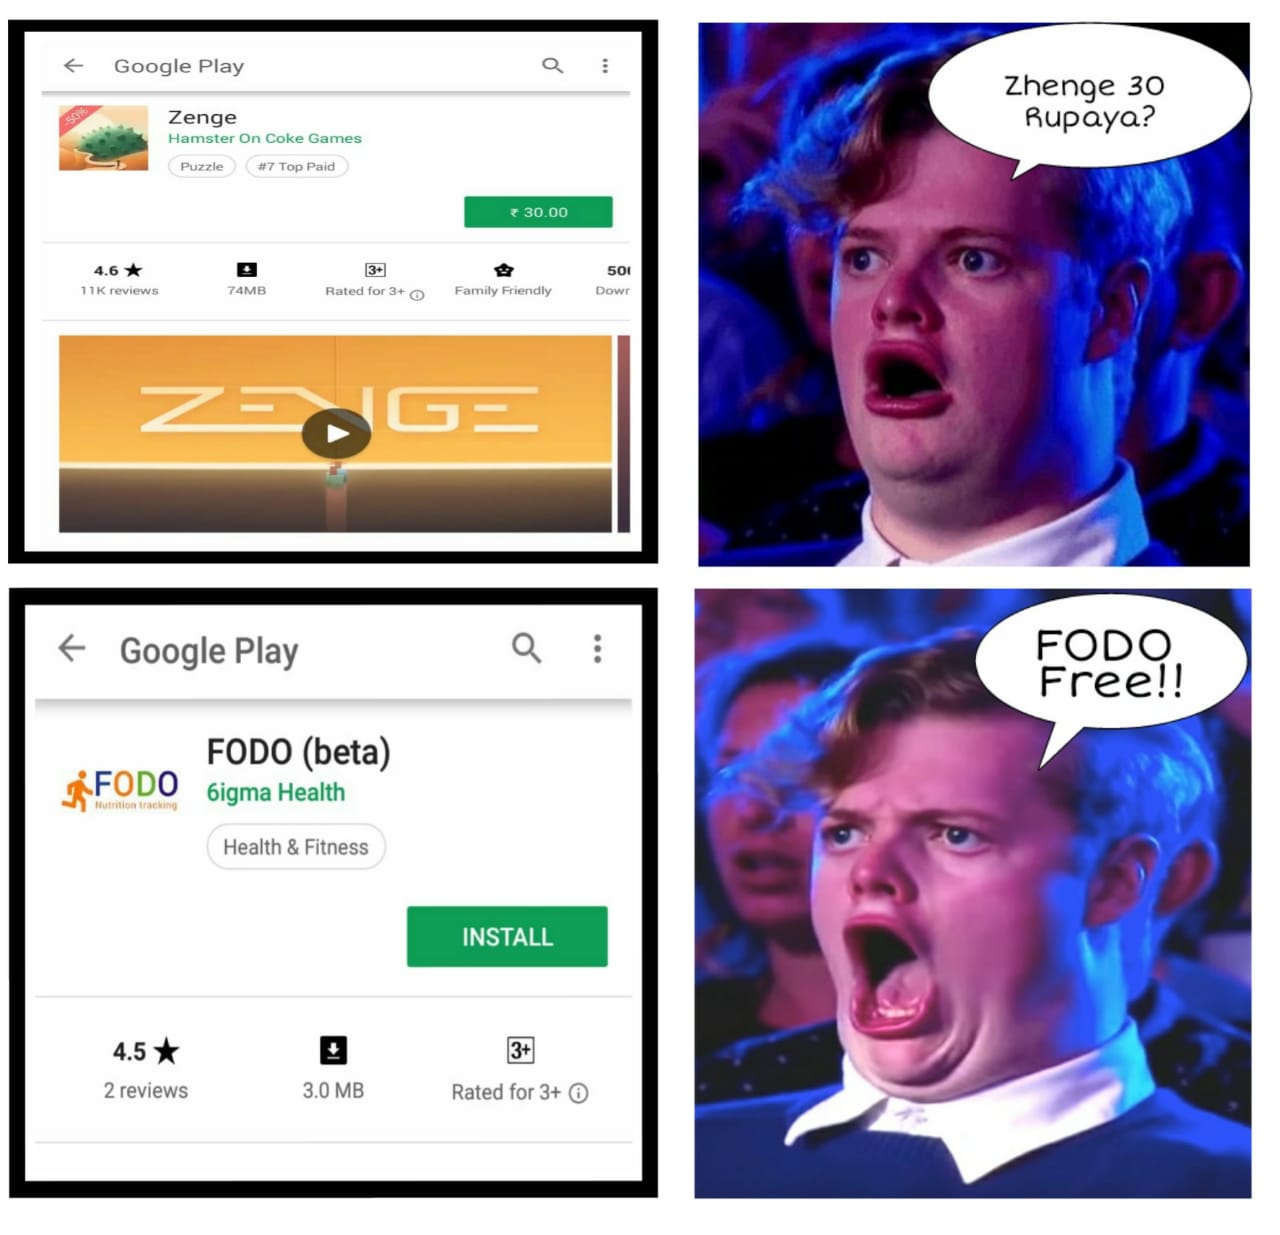 Google Play
-50%
Zenge
Hamster On Coke Games
Puzzle
#7 Top Paid
₹ 30.00
4.6 ★
11K reviews
74MB
3+
Rated for 3+
Family Friendly
500
Down
ZENGE
Zhenge 30
Rupaya?
Google Play
FODO
Nutrition tracking
FODO (beta)
6igma Health
Health & Fitness
INSTALL
4.5 ★
2 reviews
3.0 MB
3+
Rated for 3+
FODO
Free!!